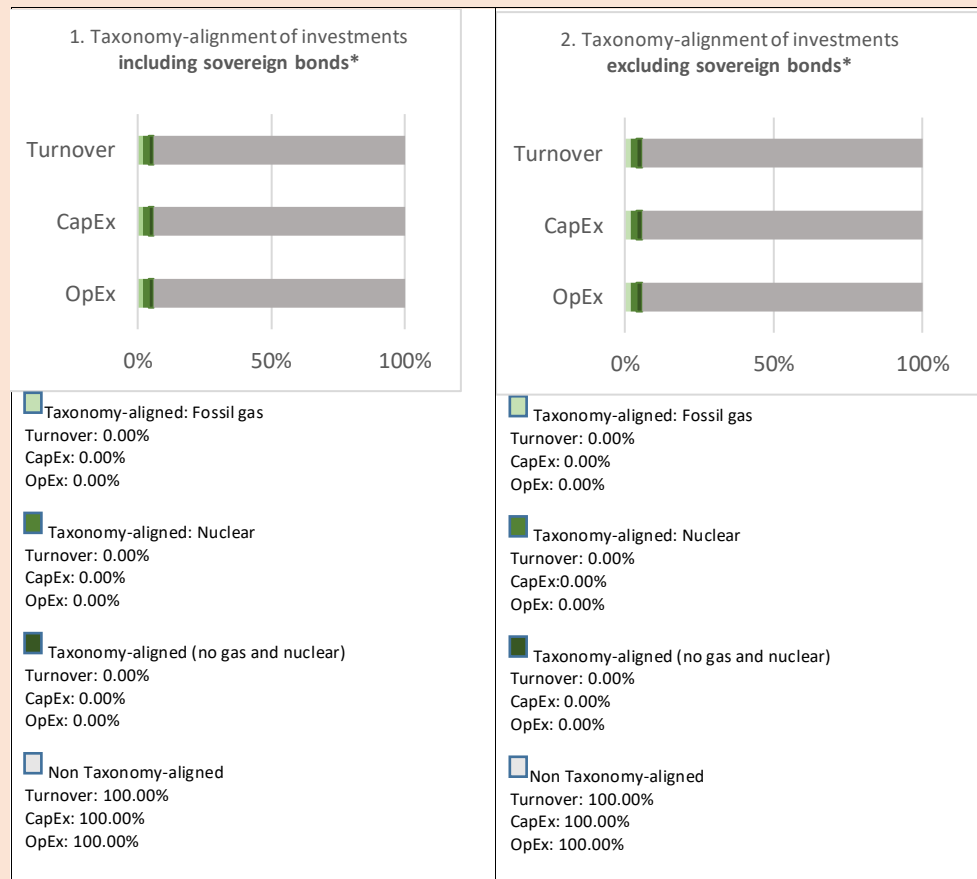 1. Taxonomy-alignment of investments
including sovereign bonds*
Turnover
CapEx
OpEx
0% 50% 100%
Taxonomy-aligned: Fossil gas
Turnover: 0.00%
CapEx: 0.00%
OpEx: 0.00%
Taxonomy-aligned: Nuclear
Turnover: 0.00%
CapEx: 0.00%
OpEx: 0.00%
Taxonomy-aligned (no gas and nuclear)
Turnover: 0.00%
CapEx: 0.00%
OpEx: 0.00%
Non Taxonomy-aligned
Turnover: 100.00%
CapEx: 100.00%
OpEx: 100.00%
2. Taxonomy-alignment of investments
excluding sovereign bonds*
Turnover
CapEx
OpEx
0% 50% 100%
Taxonomy-aligned: Fossil gas
Turnover: 0.00%
CapEx: 0.00%
OpEx: 0.00%
Taxonomy-aligned: Nuclear
Turnover: 0.00%
CapEx:0.00%
OpEx: 0.00%
Taxonomy-aligned (no gas and nuclear)
Turnover: 0.00%
CapEx: 0.00%
OpEx: 0.00%
Non Taxonomy-aligned
Turnover: 100.00%
CapEx: 100.00%
OpEx: 100.00%